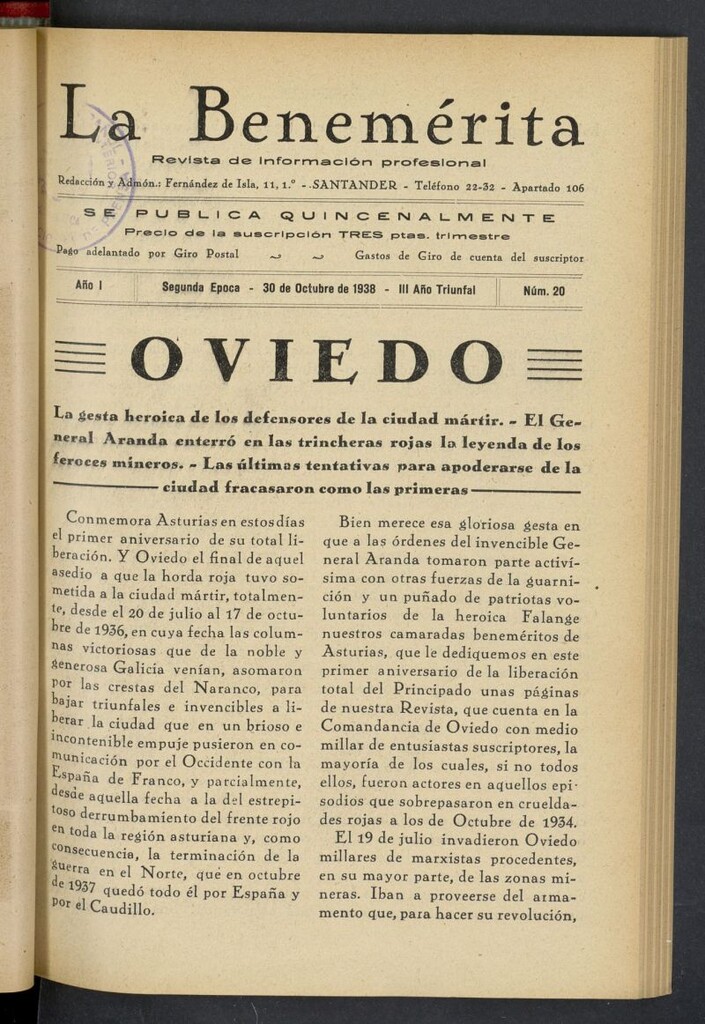 La Benemérita
Revista de información profesional
Redacción y Admón.: Fernández de Isla, 11, 1.º - SANTANDER - Teléfono 22-32 - Apartado 106
SE PUBLICA QUINCENALMENTE
Precio de la suscripción TRES ptas. trimestre
Pago adelantado por Giro Postal ~ ~ Gastos de Giro de cuenta del suscriptor
Año I Segunda Epoca - 30 de Octubre de 1938 - III Año Triunfal Núm. 20
OVIEDO
La gesta heroica de los defensores de la ciudad mártir. - El Ge-
neral Aranda enterró en las trincheras rojas la leyenda de los
feroces mineros. - Las últimas tentativas para apoderarse de la
ciudad fracasaron como las primeras
Conmemora Asturias en estos días
el primer aniversario de su total li-
beración. Y Oviedo el final de aquel
asedio a que la horda roja tuvo so-
metida a la ciudad mártir, totalmen-
te, desde el 20 de julio al 17 de octu-
bre de 1936, en cuya fecha las colum-
nas victoriosas que de la noble y
generosa Galicia venían, asomaron
por las crestas del Naranco, para
bajar triunfales e invencibles a li-
berar la ciudad que en un brioso e
incontenible empuje pusieron en co-
municación por el Occidente con la
España de Franco, y parcialmente,
desde aquella fecha a la del estrepi-
toso derrumbamiento del frente rojo
en toda la región asturiana y, como
consecuencia, la terminación de la
guerra en el Norte, que en octubre
de 1937 quedó todo él por España y
por el Caudillo.
Bien merece esa gloriosa gesta en
que a las órdenes del invencible Ge-
neral Aranda tomaron parte activí-
sima con otras fuerzas de la guarni-
ción y un puñado de patriotas vo-
luntarios de la heroica Falange
nuestros camaradas beneméritos de
Asturias, que le dediquemos en este
primer aniversario de la liberación
total del Principado unas páginas
de nuestra Revista, que cuenta en la
Comandancia de Oviedo con medio
millar de entusiastas suscriptores, la
mayoría de los cuales, si no todos
ellos, fueron actores en aquellos epi-
sodios que sobrepasaron en cruelda-
des rojas a los de Octubre de 1934.
El 19 de julio invadieron Oviedo
millares de marxistas procedentes,
en su mayor parte, de las zonas mi-
neras. Iban a proveerse del arma-
mento que, para hacer su revolución,